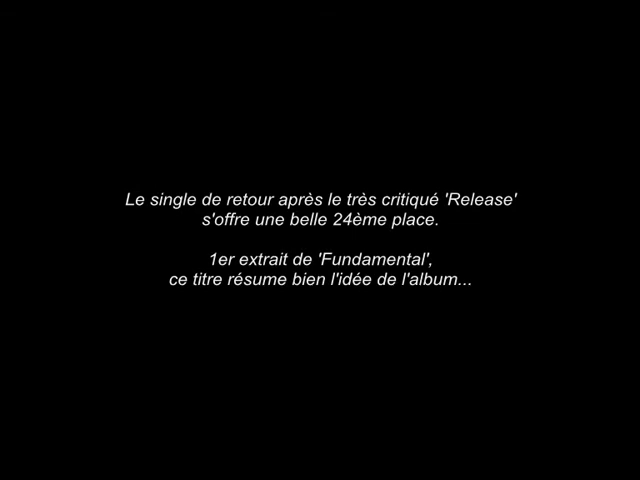 Le single de retour après le très critiqué 'Release'
s'offre une belle 24ème place.
1er extrait de 'Fundamental',
ce titre résume bien l'idée de l'album...